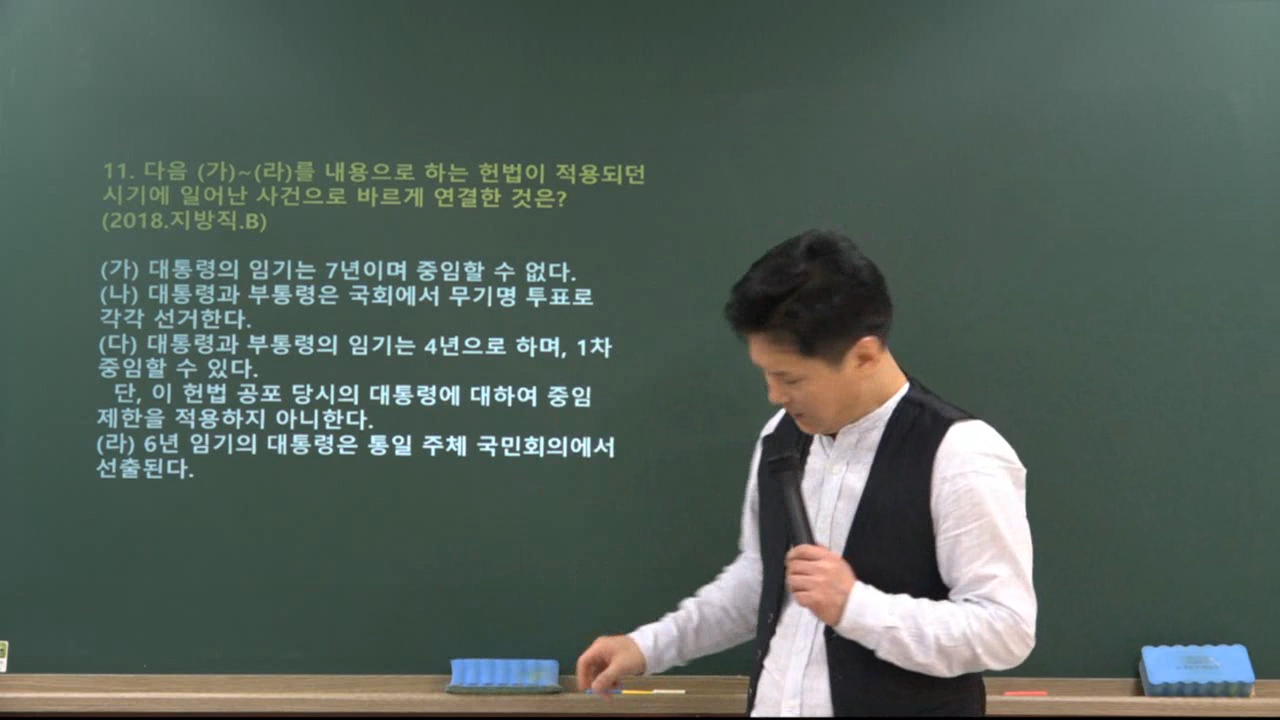 11. 다음 (가)~(라)를 내용으로 하는 헌법이 적용되던
시기에 일어난 사건으로 바르게 연결한 것은?
(2018.지방직.B)
(가) 대통령의 임기는 7년이며 중임할 수 없다.
(나) 대통령과 부통령은 국회에서 무기명 투표로
각각 선거한다.
(다) 대통령과 부통령의 임기는 4년으로 하며, 1차
중임할 수 있다.
단, 이 헌법 공포 당시의 대통령에 대하여 중임
제한을 적용하지 아니한다.
(라) 6년 임기의 대통령은 통일 주체 국민회의에서
선출된다.